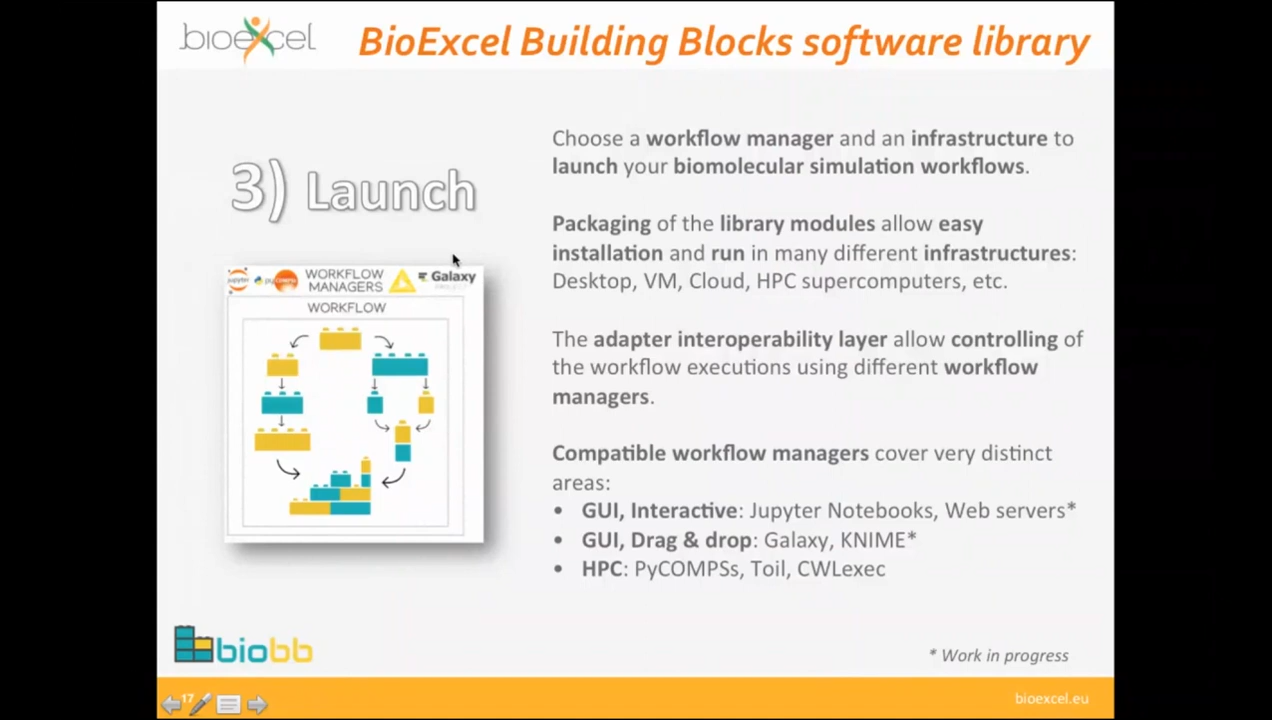 bioexcel
BioExcel Building Blocks software library
3) Launch
Choose a workflow manager and an infrastructure to
launch your biomolecular simulation workflows.
Packaging of the library modules allow easy
installation and run in many different infrastructures:
Desktop, VM, Cloud, HPC supercomputers, etc.
The adapter interoperability layer allow controlling of
the workflow executions using different workflow
managers.
Compatible workflow managers cover very distinct
areas:
• GUI, Interactive: Jupyter Notebooks, Web servers*
• GUI, Drag & drop: Galaxy, KNIME*
• HPC: PyCOMPSs, Toil, CWLexec
jupyter
WORKFLOW
MANAGERS
Galaxy
WORKFLOW
biobb
* Work in progress
17
bioexcel.eu